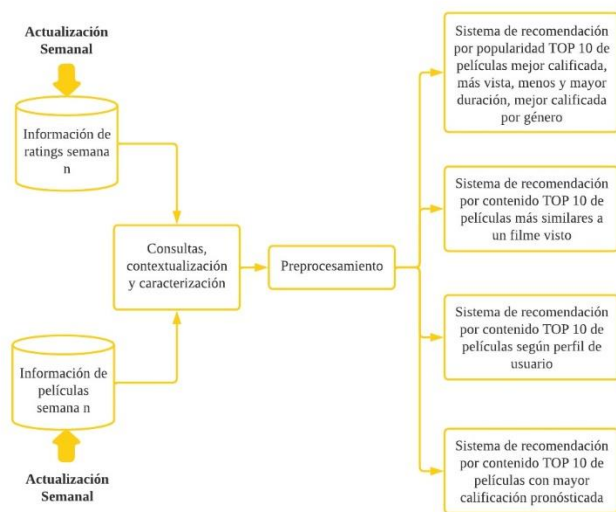 Actualización
Semanal
Información de
ratings semana
n
Consultas,
contextualización
y caracterización
Preprocesamiento
Información de
películas
semana n
Actualización
Semanal
Sistema de recomendación
por popularidad TOP 10 de
películas mejor calificada,
más vista, menos y mayor
duración, mejor calificada
por género
Sistema de recomendación
por contenido TOP 10 de
películas más similares a
un filme visto
Sistema de recomendación
por contenido TOP 10 de
películas según perfil de
usuario
Sistema de recomendación
por contenido TOP 10 de
películas con mayor
calificación pronósticada